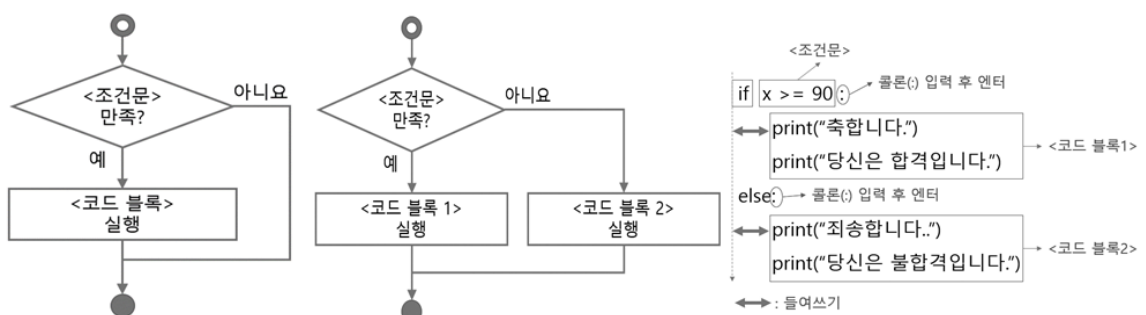 <조건문>
만족?
아니요
예
<코드 블록>
실행
<조건문>
만족?
아니요
예
<코드 블록 1>
실행
<코드 블록 2>
실행
<조건문>
if x >= 90 : 콜론(:) 입력 후 엔터
print(“축합니다.”)
print(“당신은 합격입니다.”)
<코드 블록1>
else: 콜론(:) 입력 후 엔터
print(“죄송합니다..”)
print(“당신은 불합격입니다.”)
<코드 블록2>
: 들여쓰기